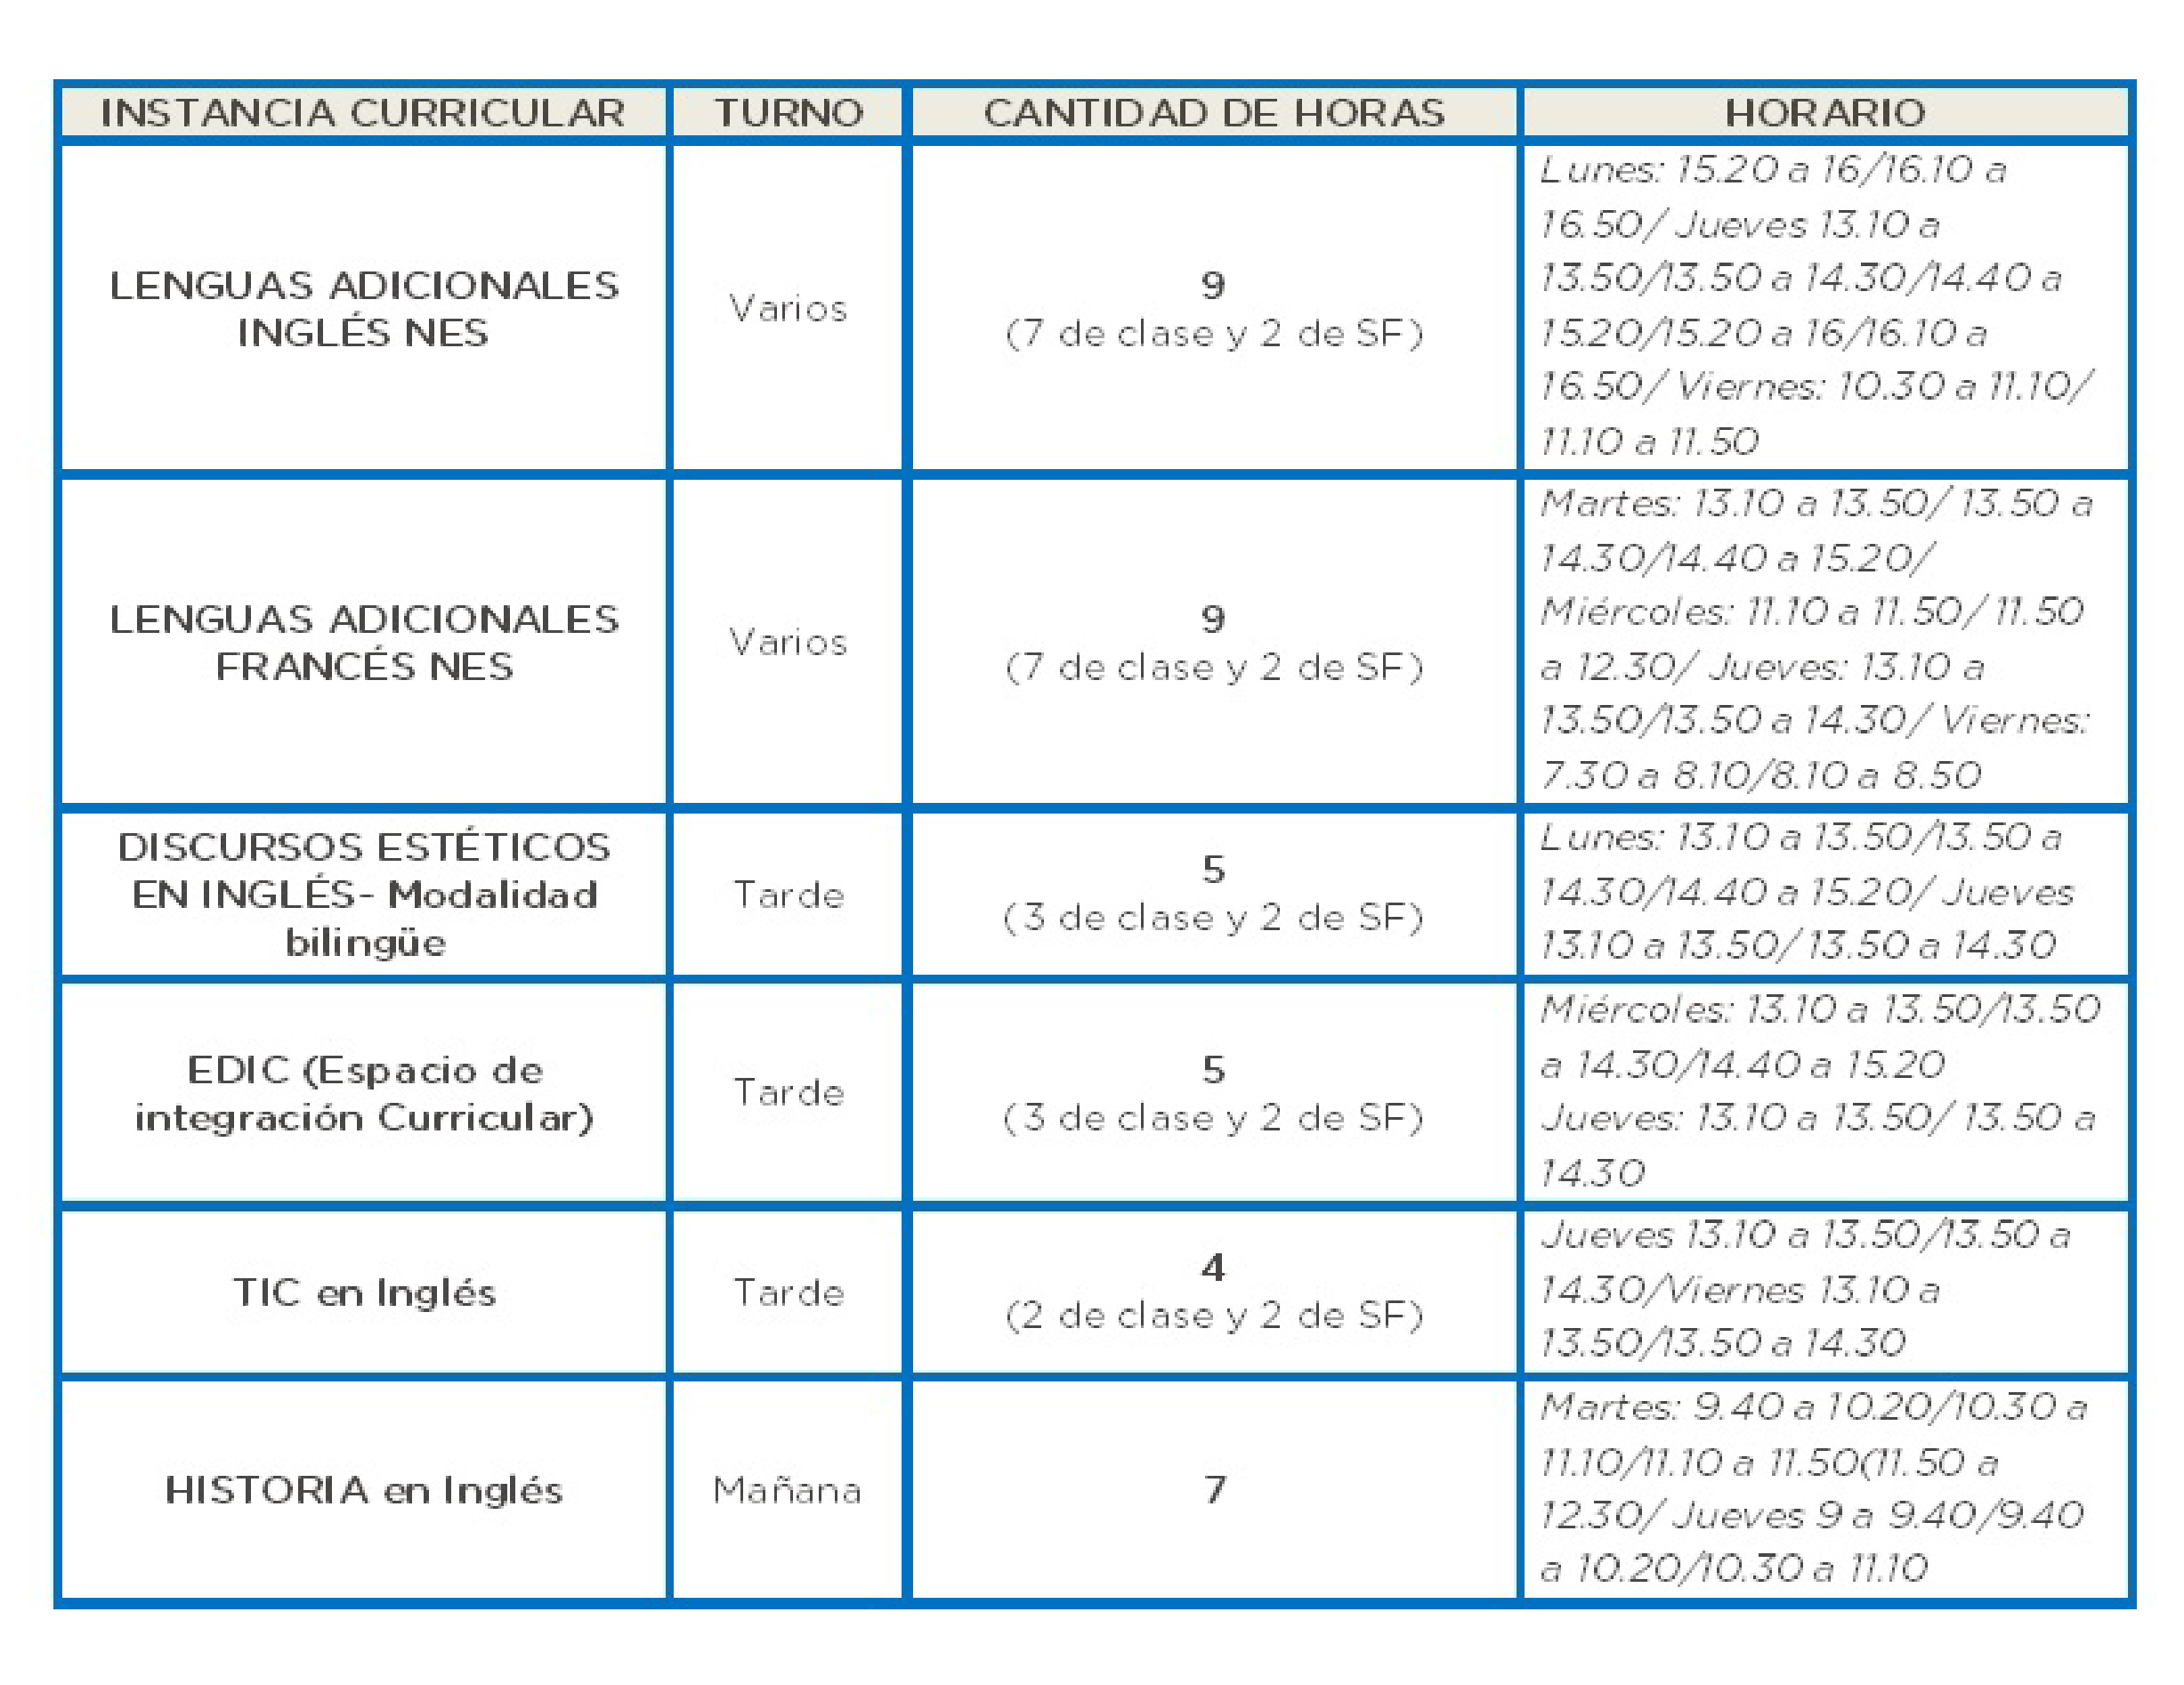 INSTANCIA CURRICULAR
TURNO
CANTIDAD DE HORAS
HORARIO
LENGUAS ADICIONALES
INGLÉS NES
Varios
9
(7 de clase y 2 de SF)
Lunes: 15.20 a 16/16.10 a
16.50/ Jueves 13.10 a
13.50/13.50 a 14.30/14.40 a
15.20/15.20 a 16/16.10 a
16.50/ Viernes: 10.30 a 11.10/
11.10 a 11.50
LENGUAS ADICIONALES
FRANCÉS NES
Varios
9
(7 de clase y 2 de SF)
Martes: 13.10 a 13.50/ 13.50 a
14.30/14.40 a 15.20/
Miércoles: 11.10 a 11.50/ 11.50
a 12.30/ Jueves: 13.10 a
13.50/13.50 a 14.30/ Viernes:
7.30 a 8.10/8.10 a 8.50
DISCURSOS ESTÉTICOS
EN INGLÉS- Modalidad
bilingüe
Tarde
5
(3 de clase y 2 de SF)
Lunes: 13.10 a 13.50/13.50 a
14.30/14.40 a 15.20/ Jueves
13.10 a 13.50/ 13.50 a 14.30
EDIC (Espacio de
integración Curricular)
Tarde
5
(3 de clase y 2 de SF)
Miércoles: 13.10 a 13.50/13.50
a 14.30/14.40 a 15.20
Jueves: 13.10 a 13.50/ 13.50 a
14.30
TIC en Inglés
Tarde
4
(2 de clase y 2 de SF)
Jueves 13.10 a 13.50/13.50 a
14.30/Viernes 13.10 a
13.50/13.50 a 14.30
HISTORIA en Inglés
Mañana
7
Martes: 9.40 a 10.20/10.30 a
11.10/11.10 a 11.50(11.50 a
12.30/ Jueves 9 a 9.40/9.40
a 10.20/10.30 a 11.10